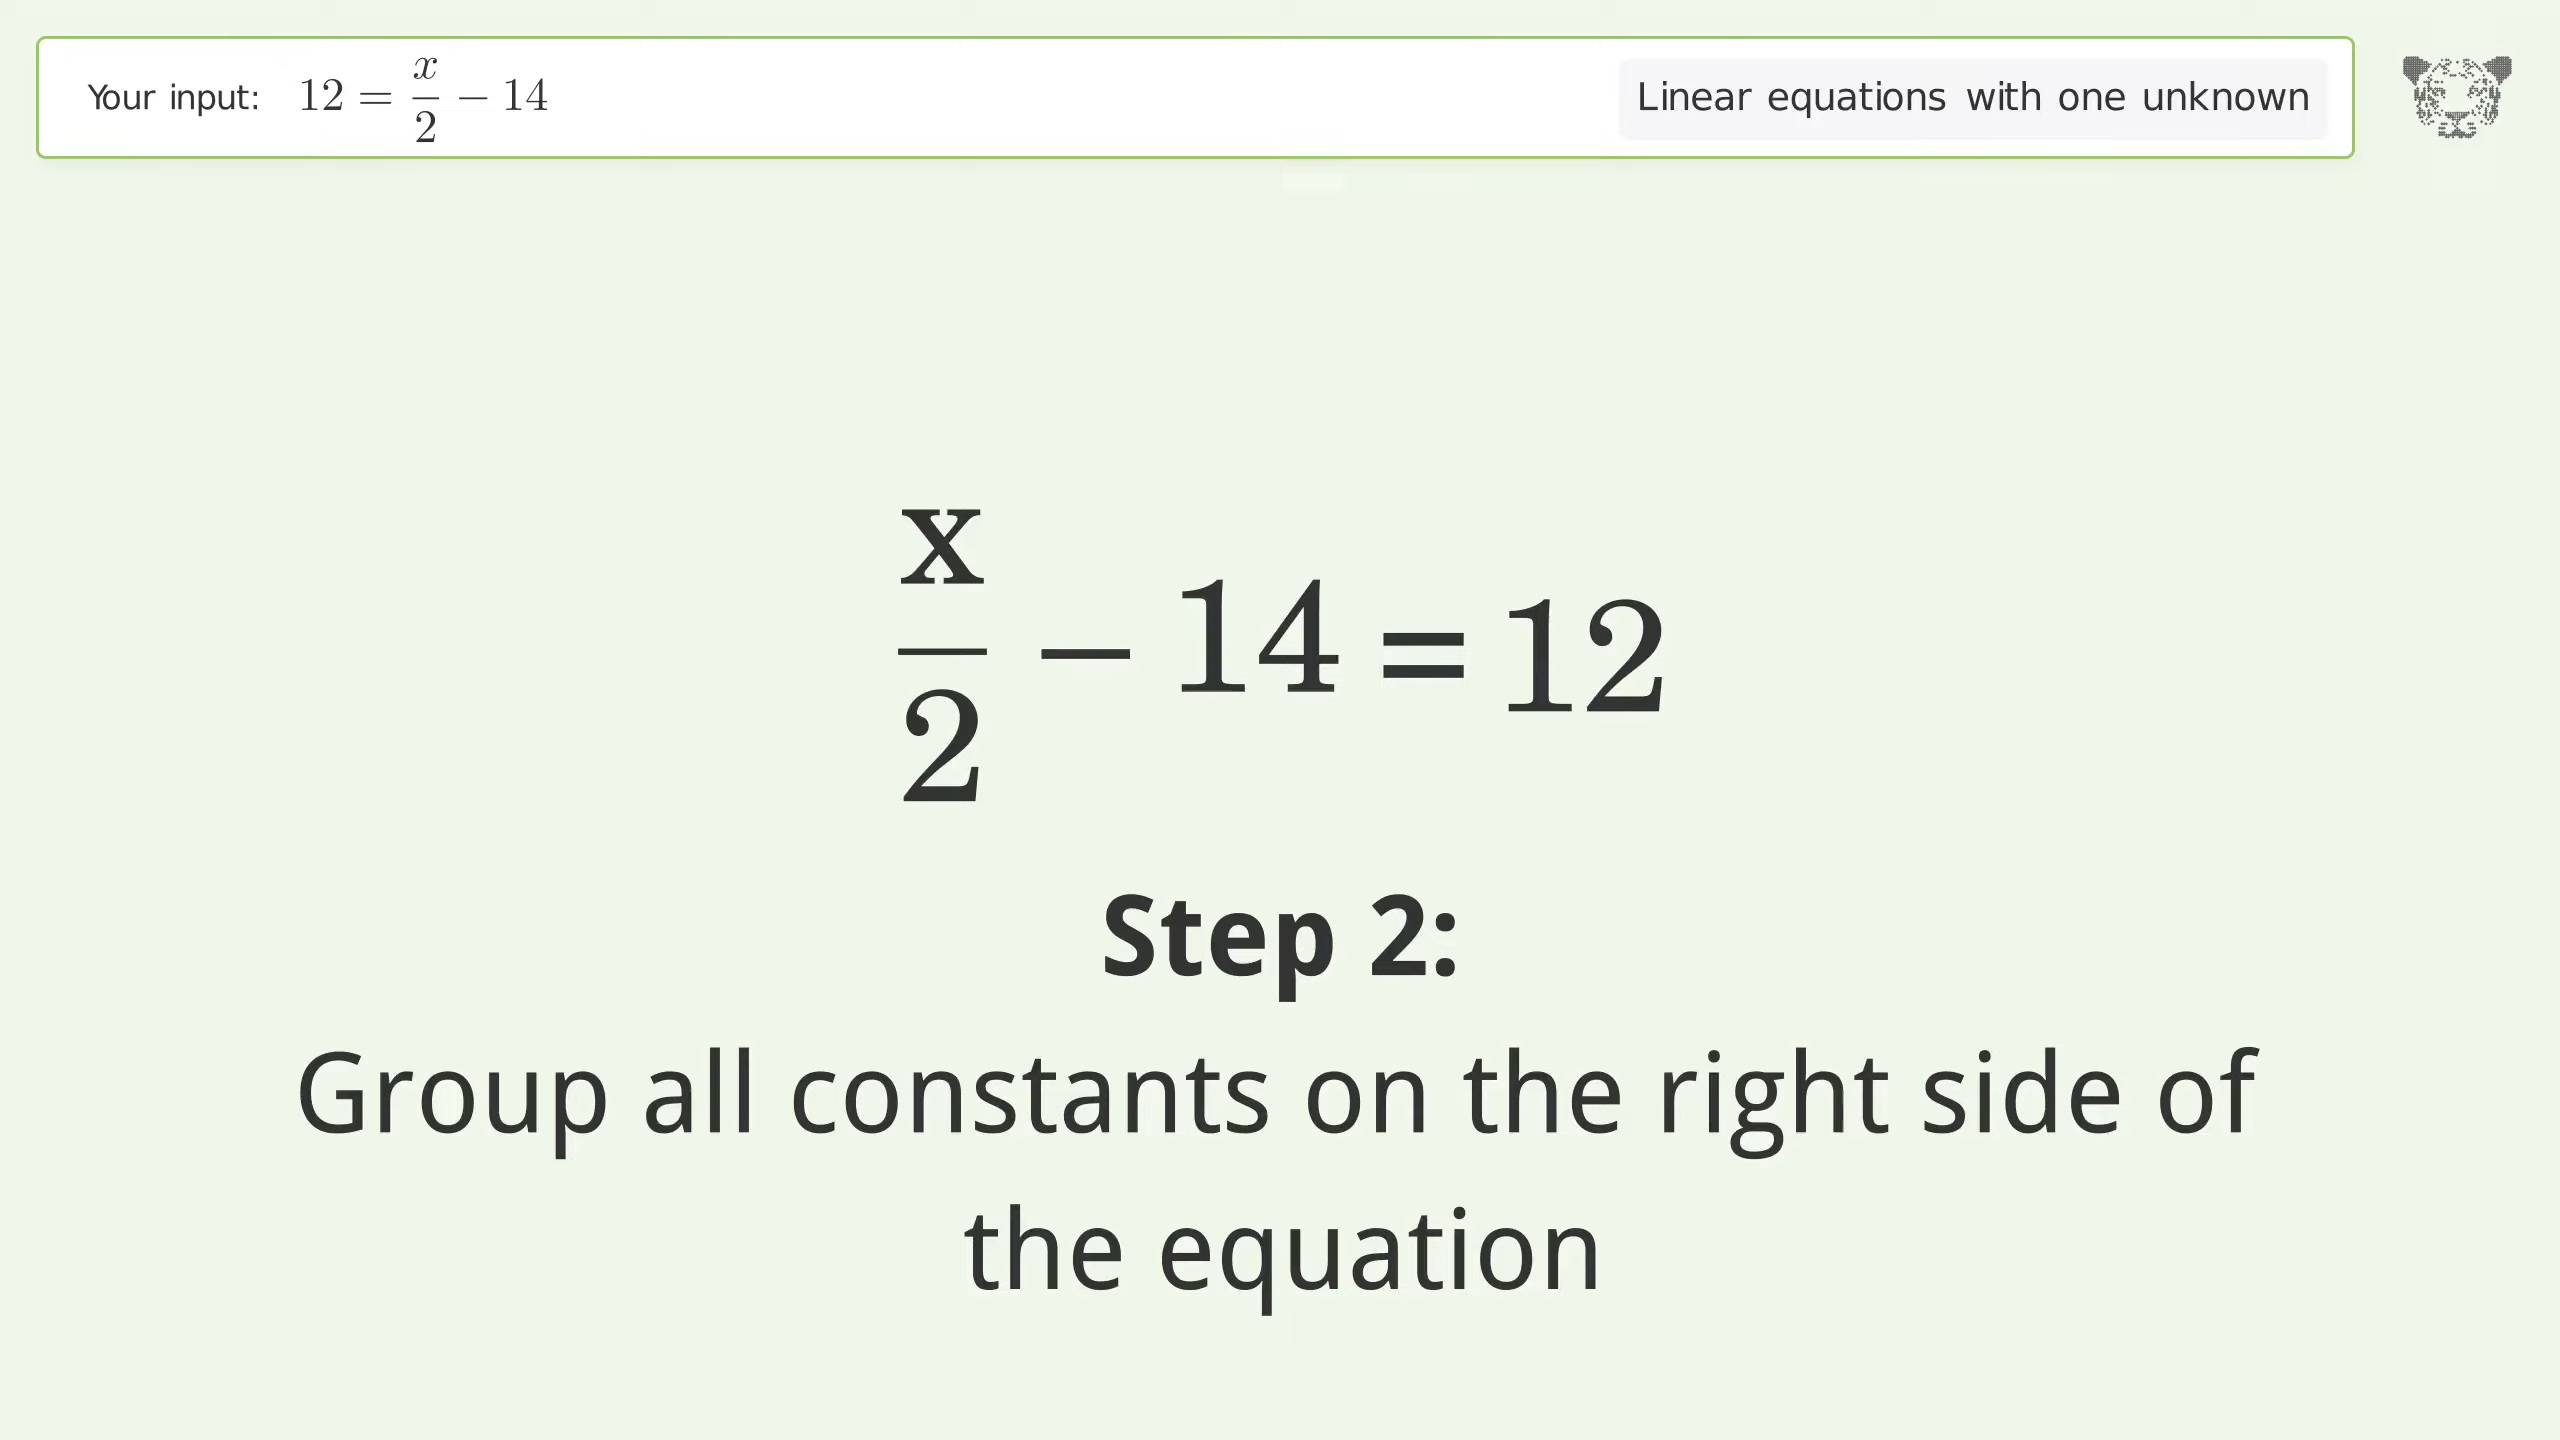 Your input: 12 = x/2 − 14
Linear equations with one unknown
x/2 − 14 = 12
Step 2:
Group all constants on the right side of
the equation